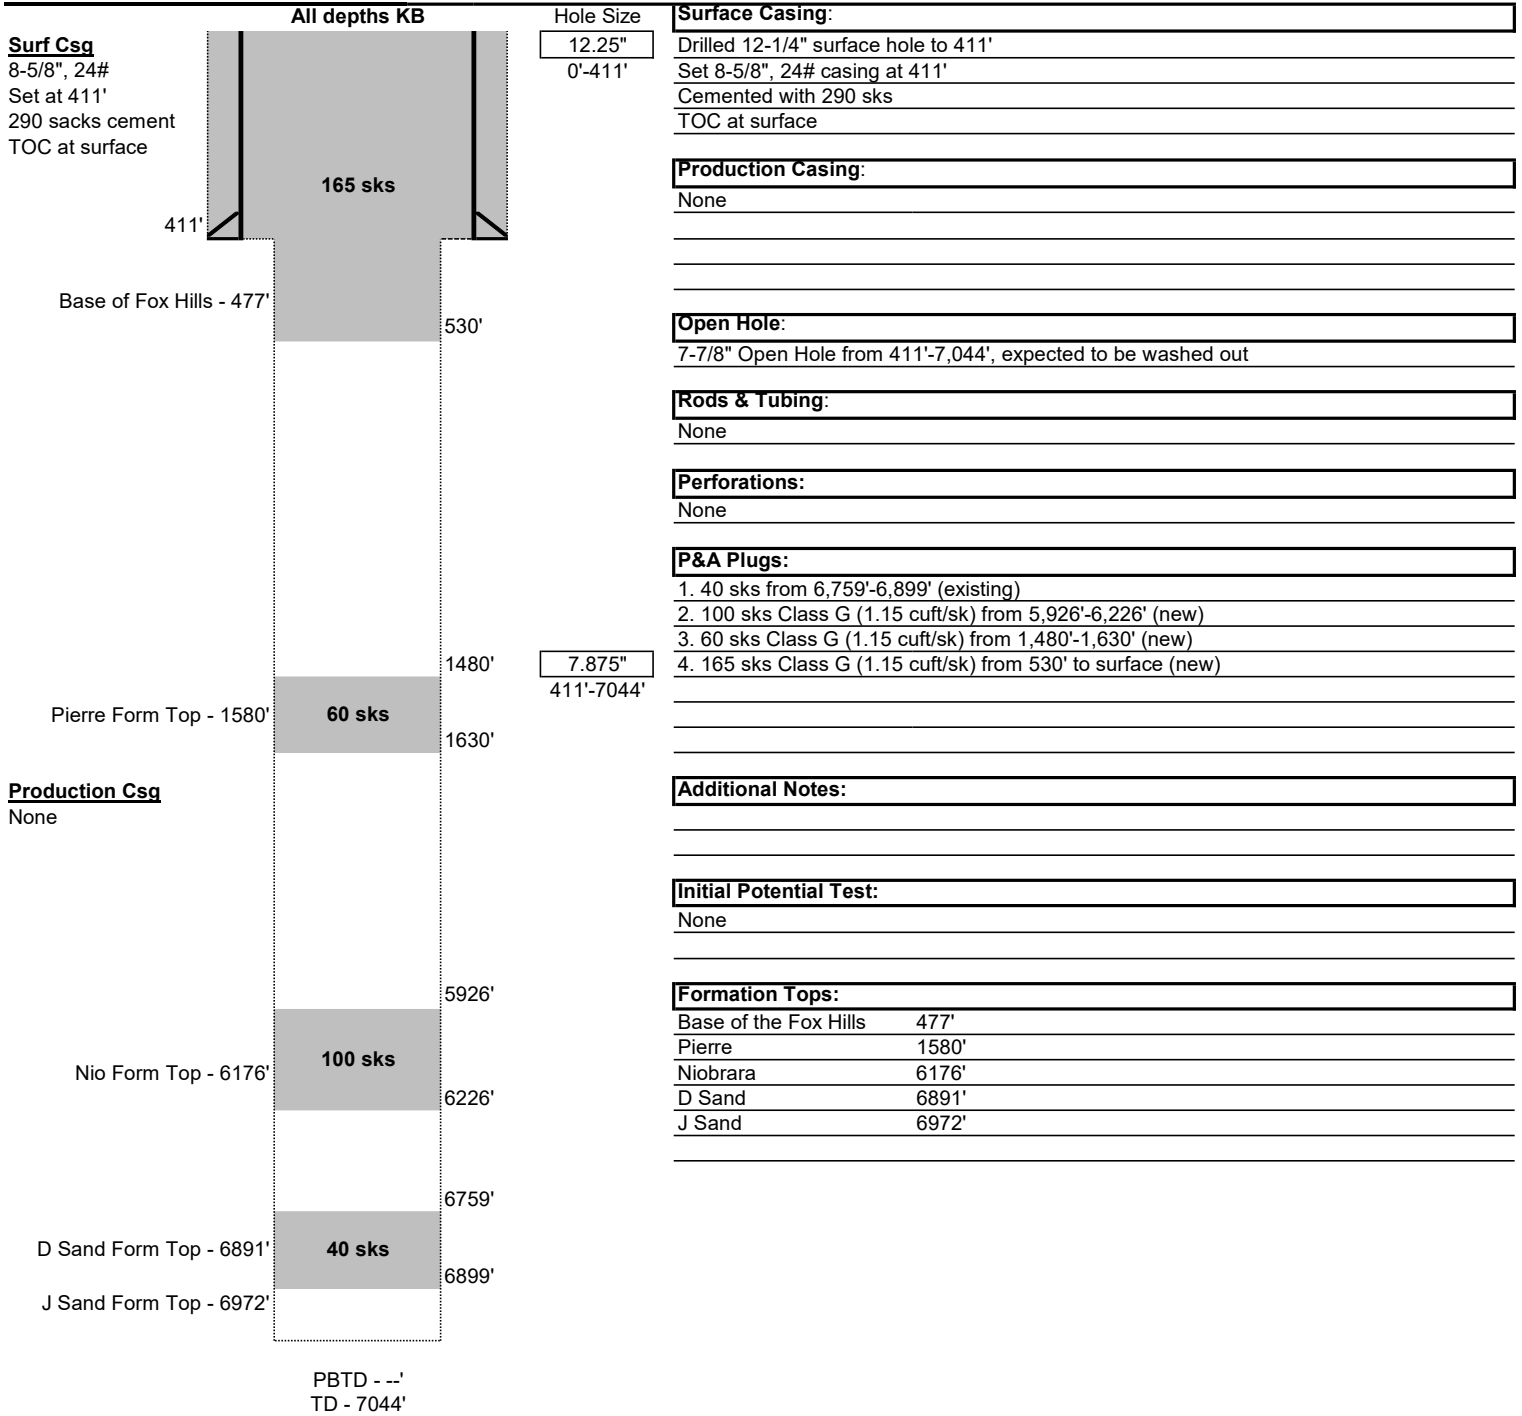 All depths KB
Surf Csg
8-5/8", 24#
Set at 411'
290 sacks cement
TOC at surface
165 sks
411'
Base of Fox Hills - 477'
530'
1480'
Pierre Form Top - 1580'
60 sks
1630'
Production Csg
None
5926'
100 sks
Nio Form Top - 6176'
6226'
6759'
D Sand Form Top - 6891'
40 sks
6899'
J Sand Form Top - 6972'
PBTD - --'
TD - 7044'
Hole Size
12.25"
0'-411'
7.875"
411'-7044'
Surface Casing:
Drilled 12-1/4" surface hole to 411'
Set 8-5/8", 24# casing at 411'
Cemented with 290 sks
TOC at surface
Production Casing:
None
Open Hole:
7-7/8" Open Hole from 411'-7,044', expected to be washed out
Rods & Tubing:
None
Perforations:
None
P&A Plugs:
1. 40 sks from 6,759'-6,899' (existing)
2. 100 sks Class G (1.15 cuft/sk) from 5,926'-6,226' (new)
3. 60 sks Class G (1.15 cuft/sk) from 1,480'-1,630' (new)
4. 165 sks Class G (1.15 cuft/sk) from 530' to surface (new)
Additional Notes:
Initial Potential Test:
None
Formation Tops:
Base of the Fox Hills 477'
Pierre 1580'
Niobrara 6176'
D Sand 6891'
J Sand 6972'